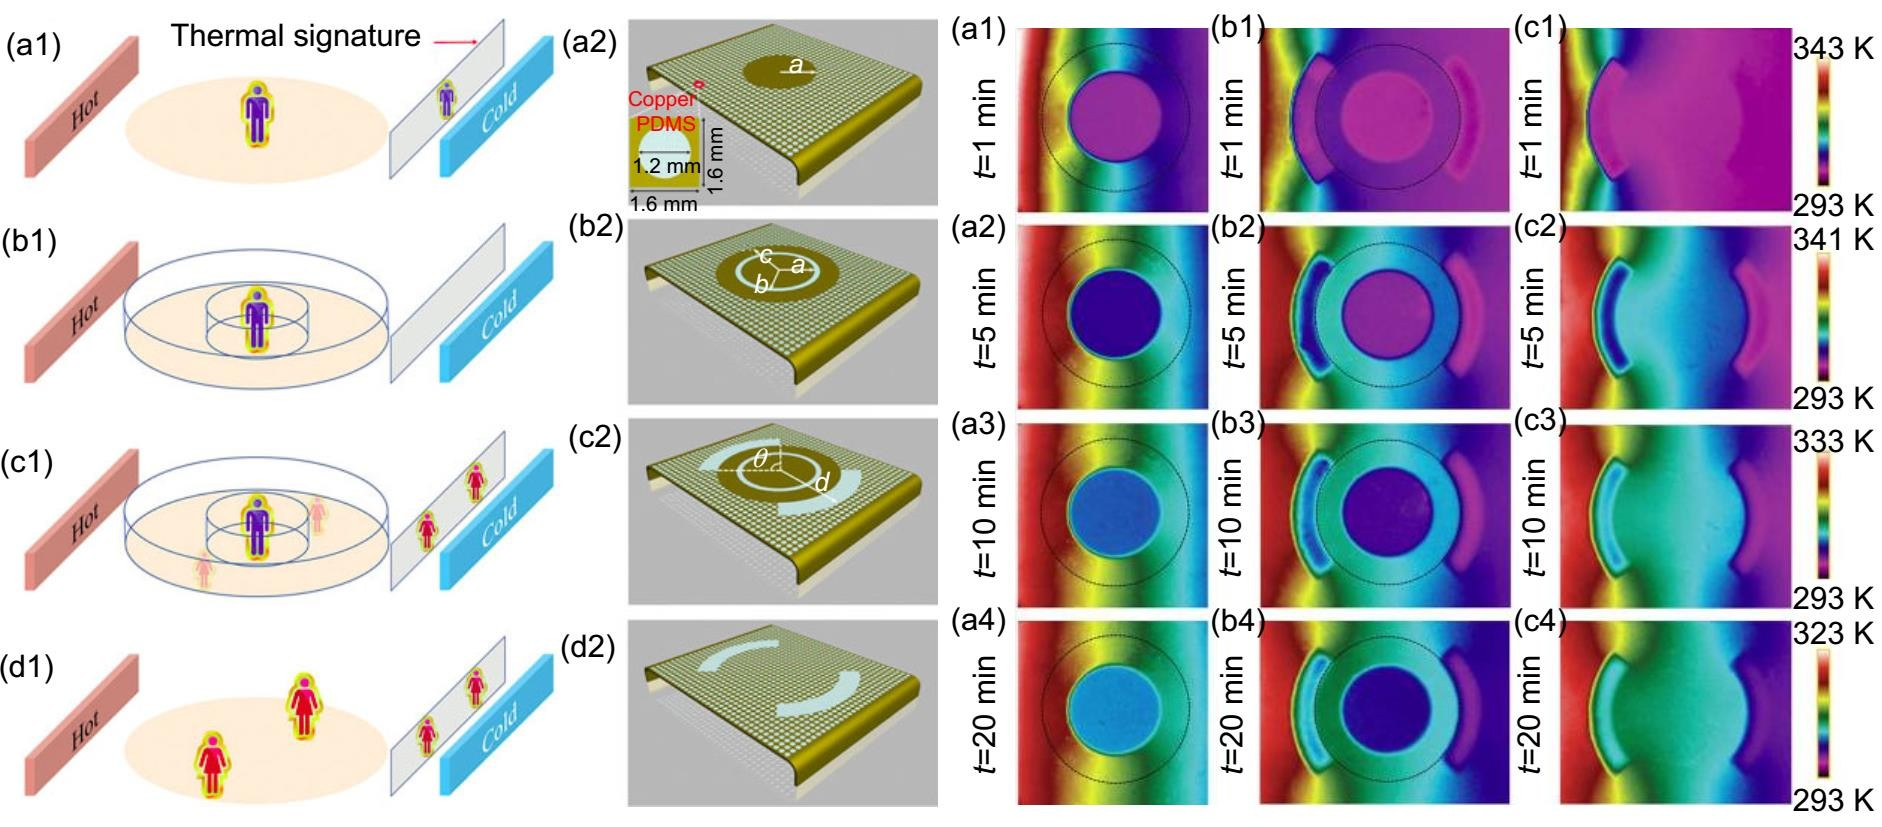 (a1)
Thermal signature
Hot
Cold
(a2)
a
Copper
PDMS
1.2 mm
1.6 mm
1.6 mm
(b1)
Hot
Cold
(b2)
c
a
b
(c1)
Hot
Cold
(c2)
θ
d
(d1)
Hot
Cold
(d2)
(a1)
(b1)
(c1)
t=1 min
t=1 min
t=1 min
343 K
293 K
(a2)
(b2)
(c2)
t=5 min
t=5 min
t=5 min
341 K
293 K
(a3)
(b3)
(c3)
t=10 min
t=10 min
t=10 min
333 K
293 K
(a4)
(b4)
(c4)
t=20 min
t=20 min
t=20 min
323 K
293 K